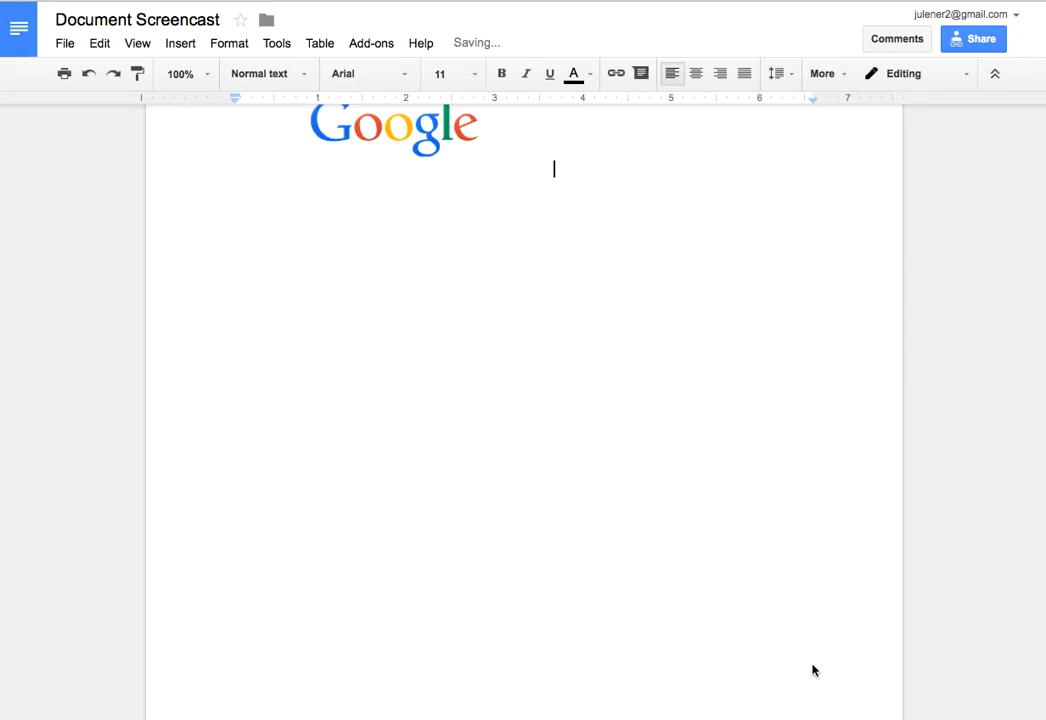 Document Screencast
julener2@gmail.com
File Edit View Insert Format Tools Table Add-ons Help Saving...
Comments Share
100% Normal text Arial 11 B I U A More Editing
1 2 3 4 5 6 7
Google